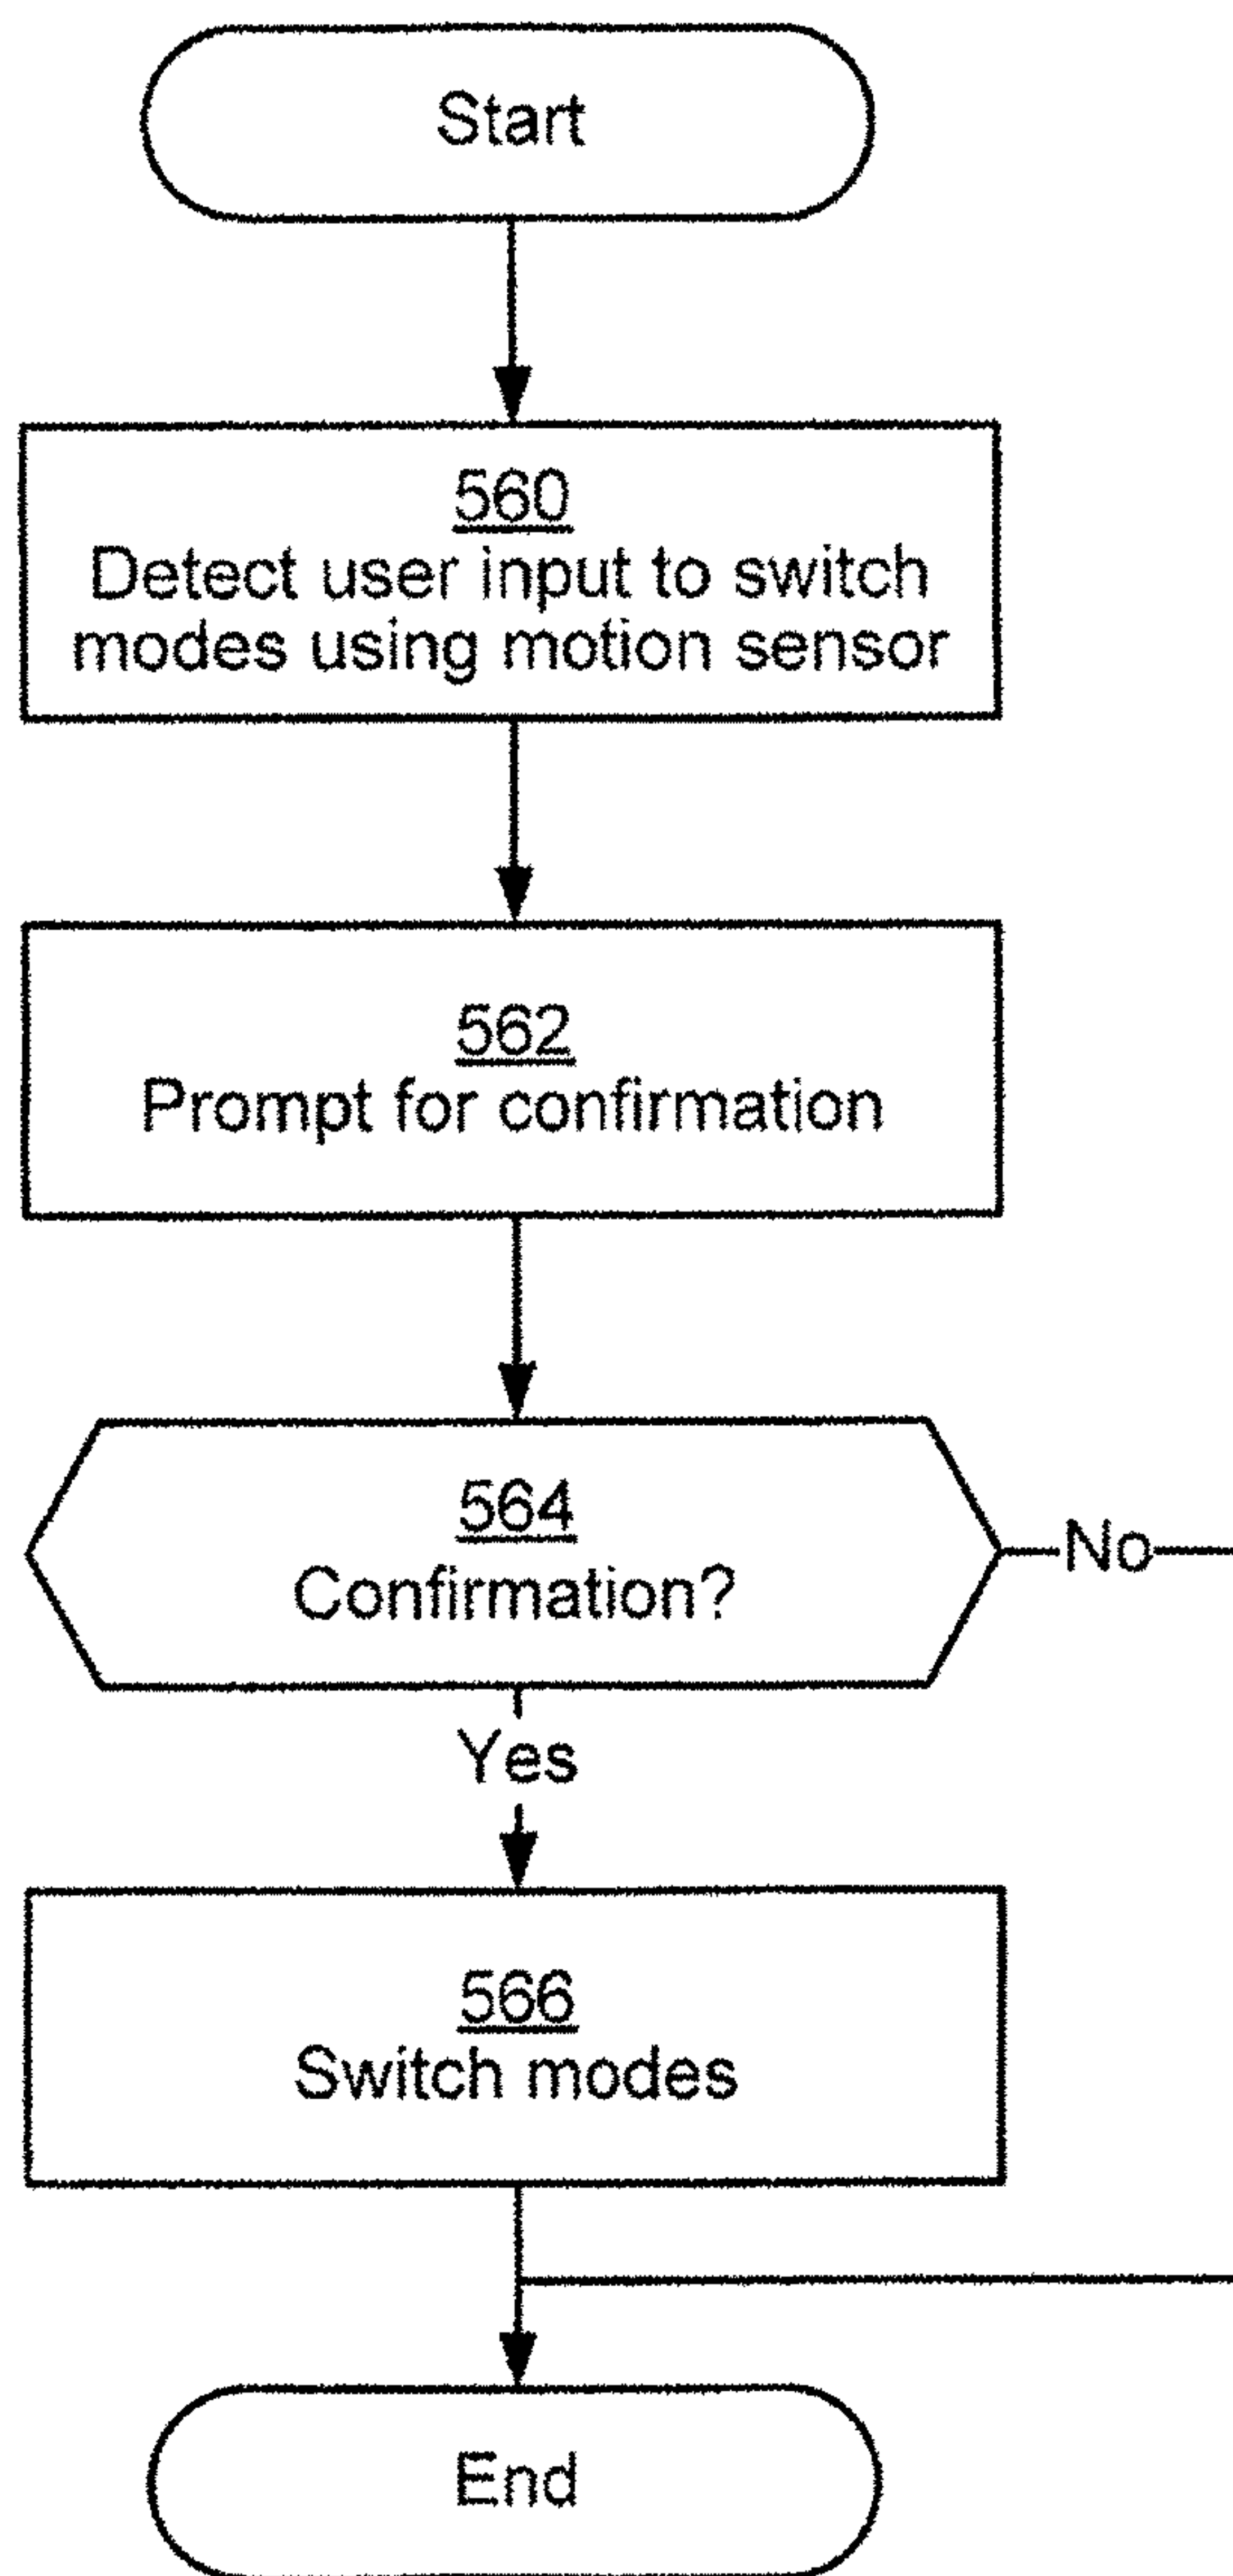 Start
560
Detect user input to switch
modes using motion sensor
562
Prompt for confirmation
564
Confirmation?
No
Yes
566
Switch modes
End